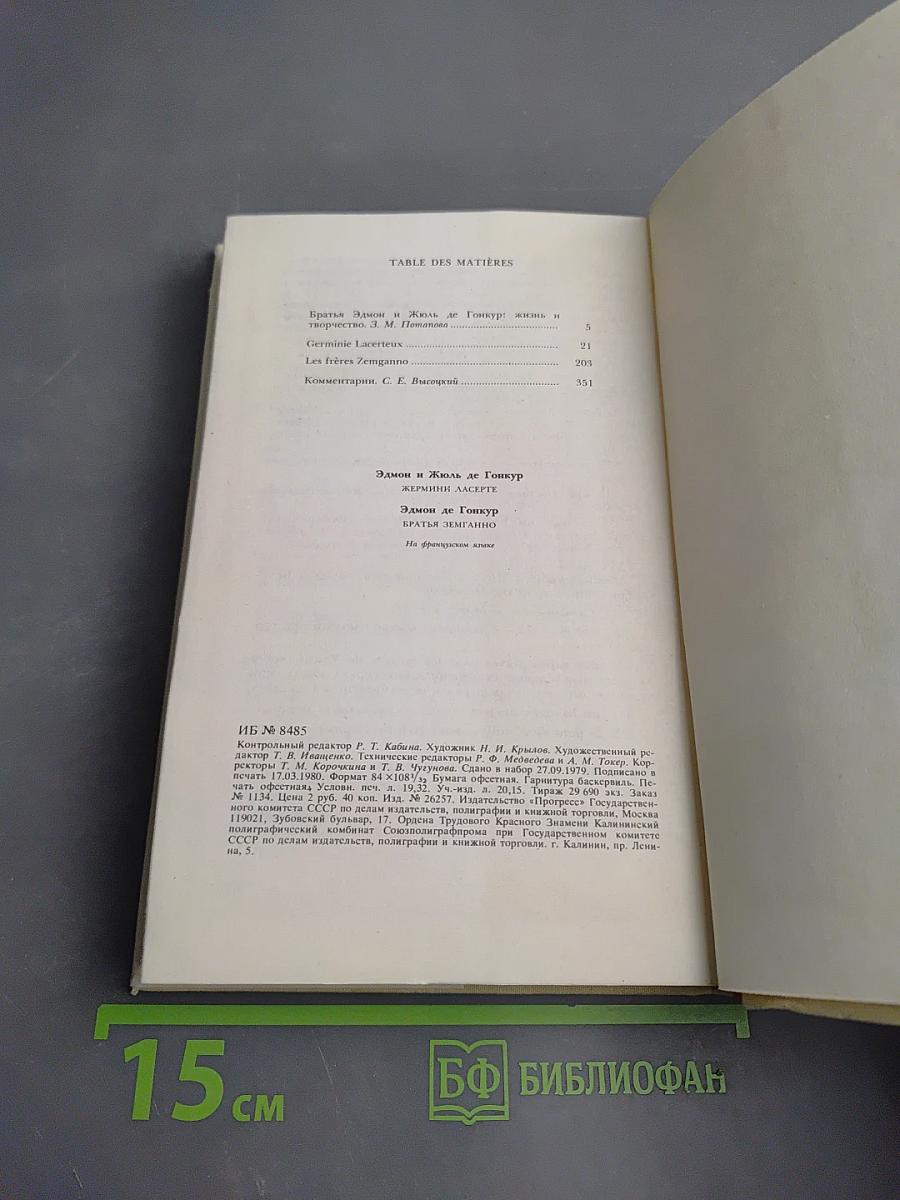 TABLE DES MATIÈRES
Братья Эдмон и Жюль де Гонкур: жизнь и
творчество. З. М. Потапова ........ 5
Germinie Lacerteux ........ 21
Les frères Zemganno ........ 203
Комментарии. С. Е. Высоцкий ........ 351
Эдмон и Жюль де Гонкур
ЖЕРМИНИ ЛАСЕРТЕ
Эдмон де Гонкур
БРАТЬЯ ЗЕМГАННО
На французском языке
ИБ № 8485
Контрольный редактор Р. Т. Кабина. Художник Н. И. Крылов. Художественный ре-
дактор Т. В. Иващенко. Технические редакторы Р. Ф. Медведева и А. М. Токер. Кор-
ректоры Т. М. Корочкина и Т. В. Чугунова. Сдано в набор 27.09.1979. Подписано в
печать 17.03.1980. Формат 84×108¹/₃₂ Бумага офсетная. Гарнитура баскервиль. Пе-
чать офсетная, Условн. печ. л. 19,32. Уч.-изд. л. 20,15. Тираж 29 690 экз. Заказ
№ 1134. Цена 2 руб. 40 коп. Изд. № 26257. Издательство «Прогресс» Государствен-
ного комитета СССР по делам издательств, полиграфии и книжной торговли, Москва
119021, Зубовский бульвар, 17. Ордена Трудового Красного Знамени Калининский
полиграфический комбинат Союзполиграфпрома при Государственном комитете
СССР по делам издательств, полиграфии и книжной торговли. г. Калинин, пр. Лени-
на, 5.
15 см
БФ БИБЛИОФАН